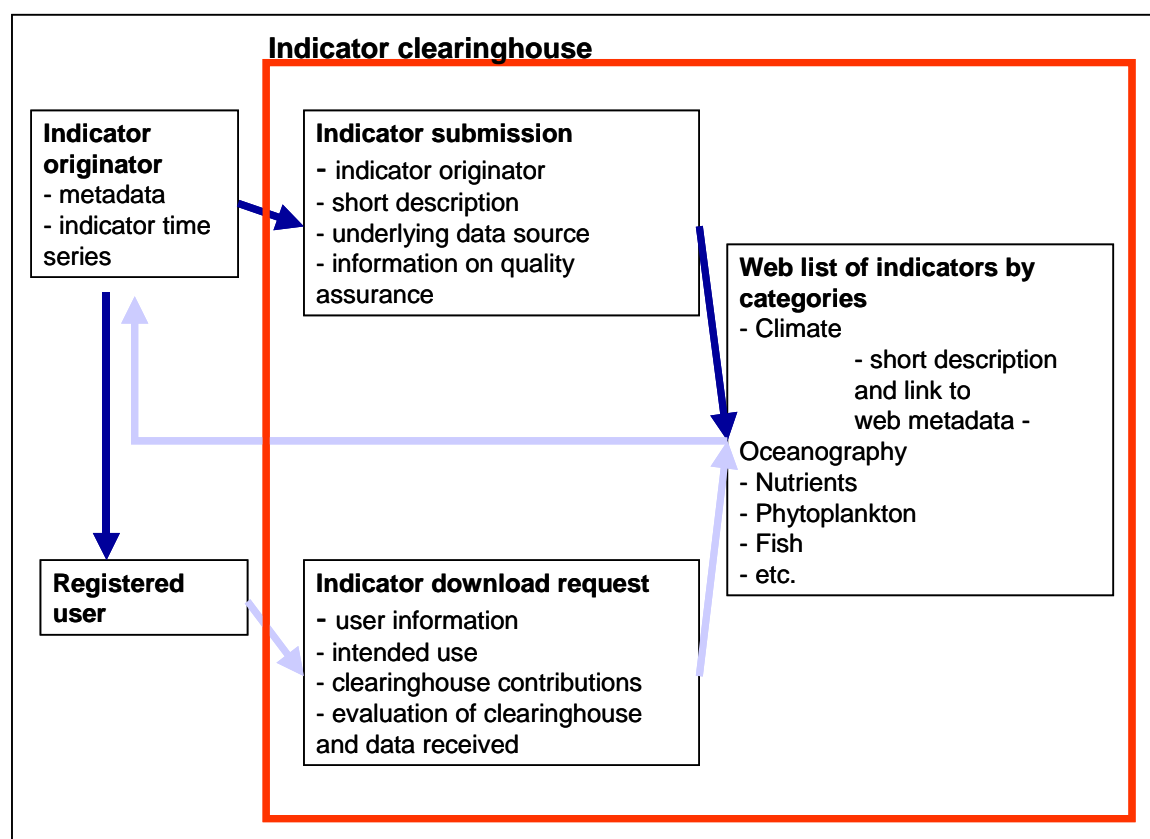 Indicator clearinghouse
Indicator
originator
- metadata
- indicator time
series
Indicator submission
- indicator originator
- short description
- underlying data source
- information on quality
assurance
Web list of indicators by
categories
- Climate
- short description
and link to
web metadata -
Oceanography
- Nutrients
- Phytoplankton
- Fish
- etc.
Registered
user
Indicator download request
- user information
- intended use
- clearinghouse contributions
- evaluation of clearinghouse
and data received